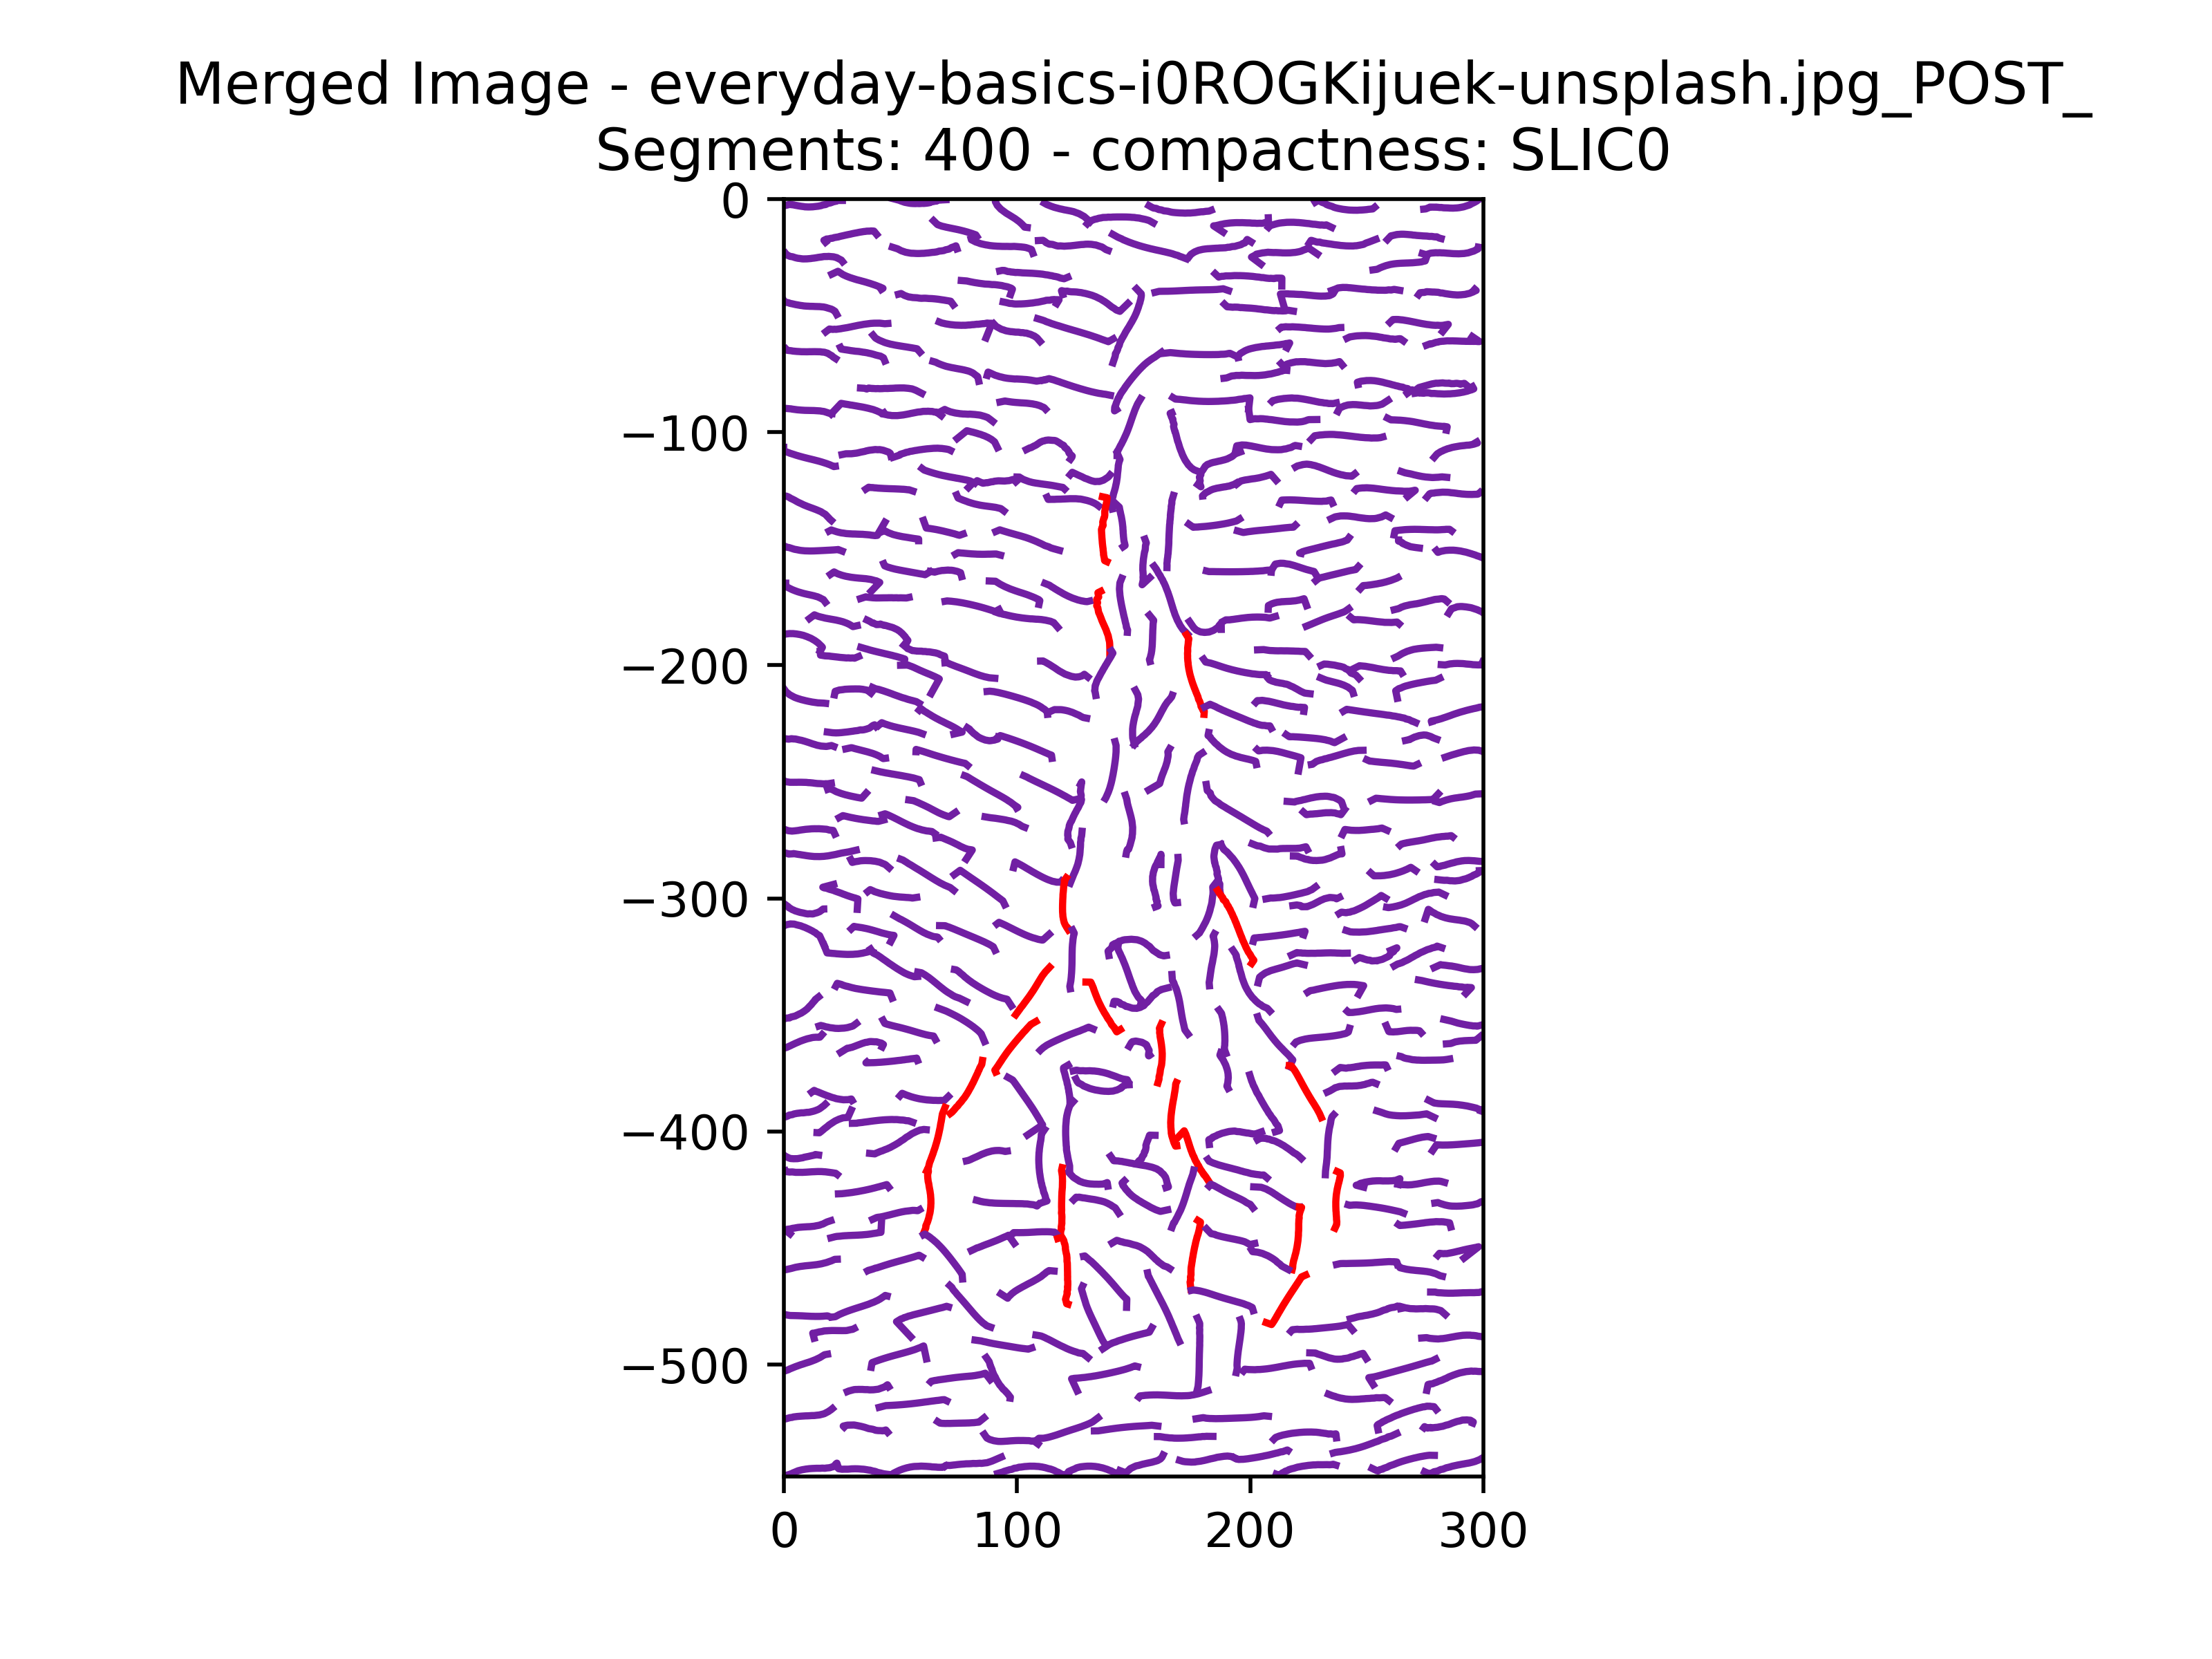 Merged Image - everyday-basics-i0ROGKijuek-unsplash.jpg_POST_
Segments: 400 - compactness: SLIC0
0
−100
−200
−300
−400
−500
0 100 200 300